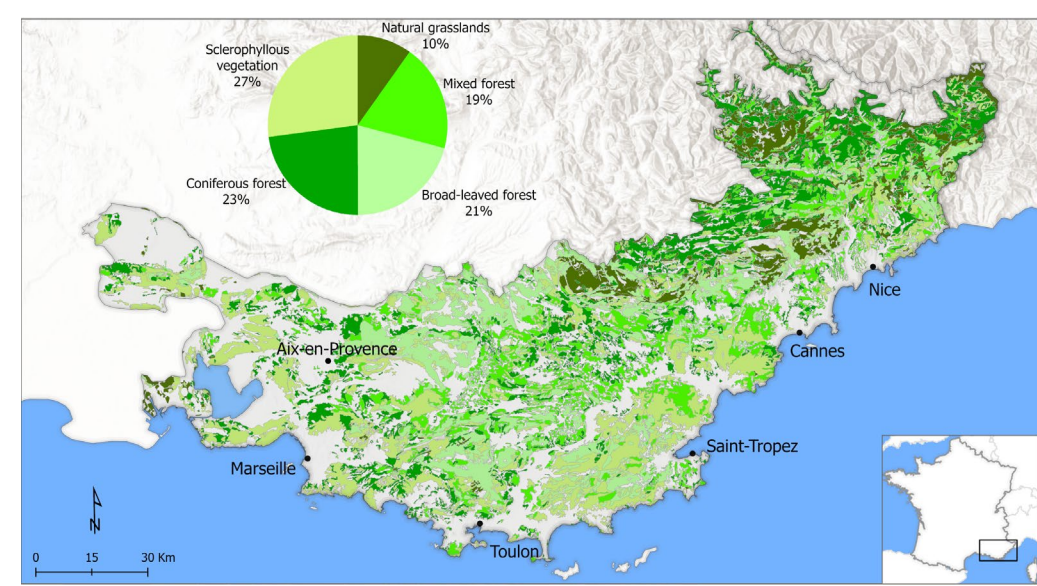 Natural grasslands
10%
Sclerophyllous
vegetation
27%
Mixed forest
19%
Coniferous forest
23%
Broad-leaved forest
21%
Nice
Aix-en-Provence
Cannes
Saint-Tropez
Marseille
N
Toulon
0 15 30 Km